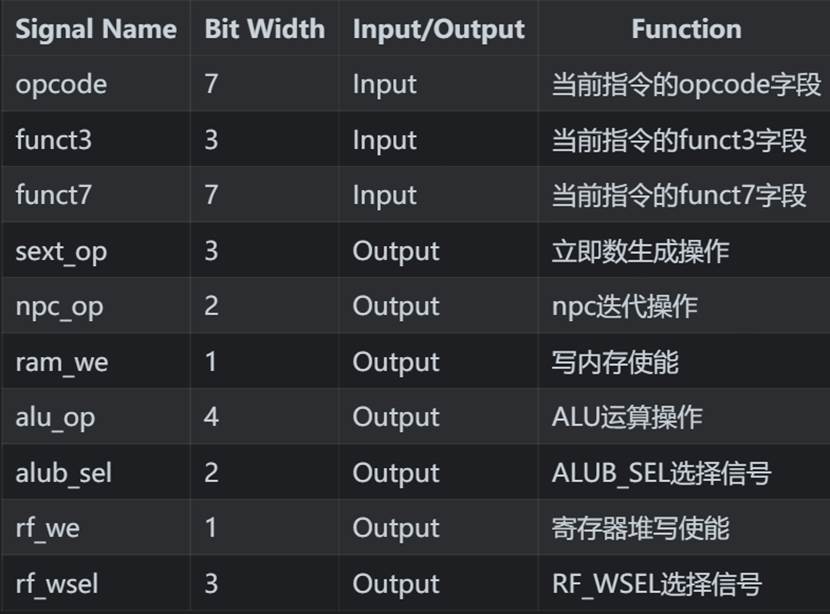 Signal Name Bit Width Input/Output Function
opcode 7 Input 当前指令的opcode字段
funct3 3 Input 当前指令的funct3字段
funct7 7 Input 当前指令的funct7字段
sext_op 3 Output 立即数生成操作
npc_op 2 Output npc迭代操作
ram_we 1 Output 写内存使能
alu_op 4 Output ALU运算操作
alub_sel 2 Output ALUB_SEL选择信号
rf_we 1 Output 寄存器堆写使能
rf_wsel 3 Output RF_WSEL选择信号